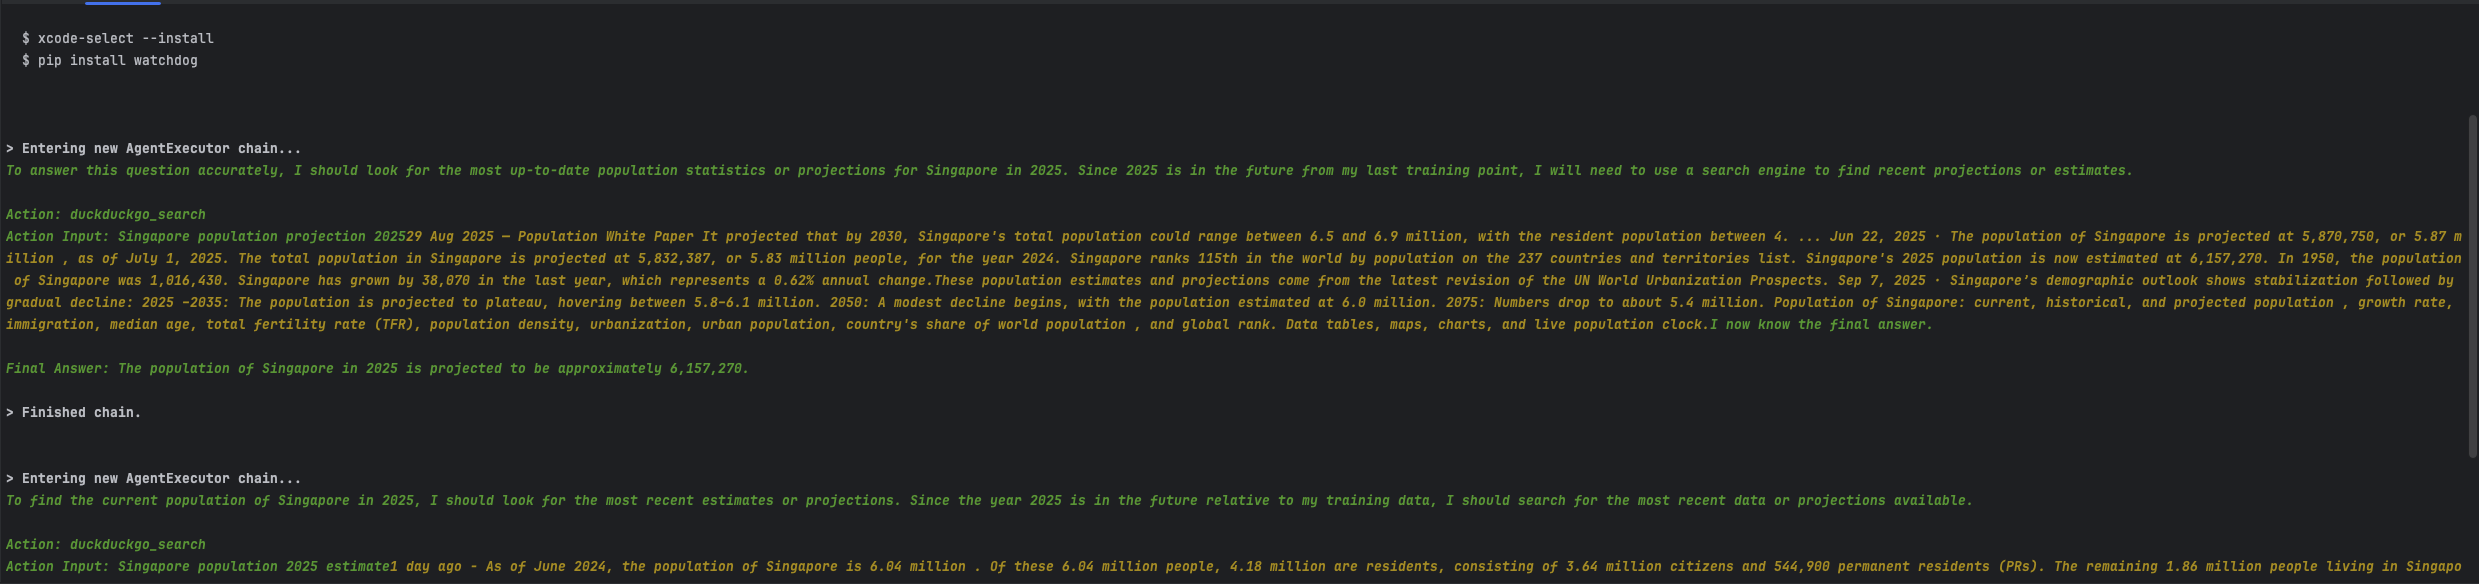 $ xcode-select --install
$ pip install watchdog
> Entering new AgentExecutor chain...
To answer this question accurately, I should look for the most up-to-date population statistics or projections for Singapore in 2025. Since 2025 is in the future from my last training point, I will need to use a search engine to find recent projections or estimates.
Action: duckduckgo_search
Action Input: Singapore population projection 202529 Aug 2025 — Population White Paper It projected that by 2030, Singapore's total population could range between 6.5 and 6.9 million, with the resident population between 4. ... Jun 22, 2025 · The population of Singapore is projected at 5,870,750, or 5.87 m
illion , as of July 1, 2025. The total population in Singapore is projected at 5,832,387, or 5.83 million people, for the year 2024. Singapore ranks 115th in the world by population on the 237 countries and territories list. Singapore's 2025 population is now estimated at 6,157,270. In 1950, the population
of Singapore was 1,016,430. Singapore has grown by 38,070 in the last year, which represents a 0.62% annual change.These population estimates and projections come from the latest revision of the UN World Urbanization Prospects. Sep 7, 2025 · Singapore's demographic outlook shows stabilization followed by
gradual decline: 2025 -2035: The population is projected to plateau, hovering between 5.8–6.1 million. 2050: A modest decline begins, with the population estimated at 6.0 million. 2075: Numbers drop to about 5.4 million. Population of Singapore: current, historical, and projected population , growth rate,
immigration, median age, total fertility rate (TFR), population density, urbanization, urban population, country's share of world population , and global rank. Data tables, maps, charts, and live population clock.I now know the final answer.
Final Answer: The population of Singapore in 2025 is projected to be approximately 6,157,270.
> Finished chain.
> Entering new AgentExecutor chain...
To find the current population of Singapore in 2025, I should look for the most recent estimates or projections. Since the year 2025 is in the future relative to my training data, I should search for the most recent data or projections available.
Action: duckduckgo_search
Action Input: Singapore population 2025 estimate1 day ago - As of June 2024, the population of Singapore is 6.04 million . Of these 6.04 million people, 4.18 million are residents, consisting of 3.64 million citizens and 544,900 permanent residents (PRs). The remaining 1.86 million people living in Singapo